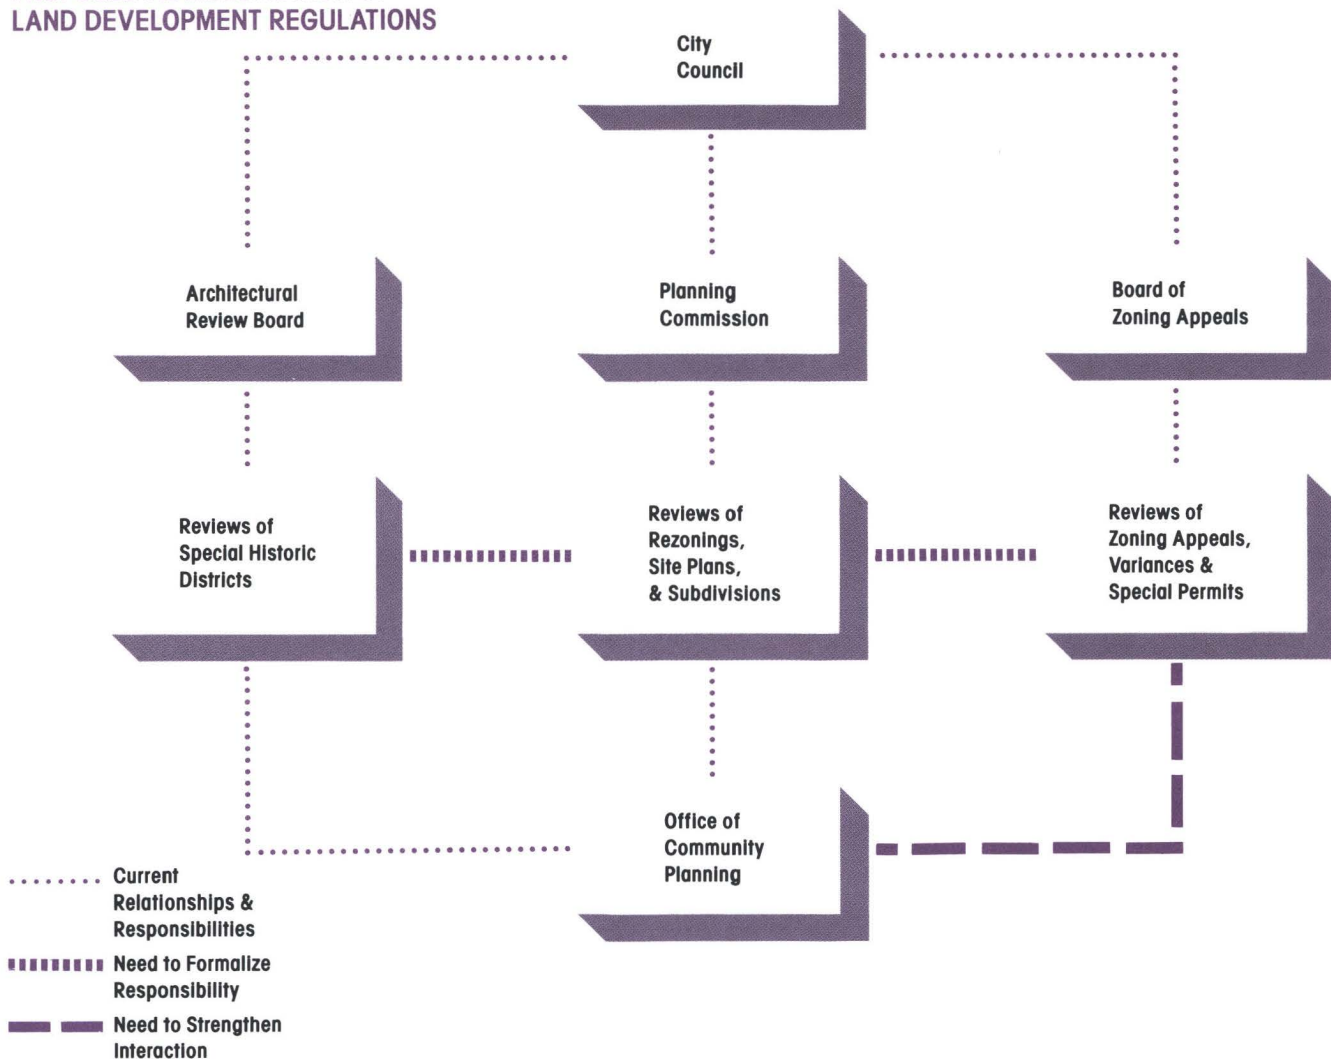 LAND DEVELOPMENT REGULATIONS
City
Council
Architectural
Review Board
Planning
Commission
Board of
Zoning Appeals
Reviews of
Special Historic
Districts
Reviews of
Rezonings,
Site Plans,
& Subdivisions
Reviews of
Zoning Appeals,
Variances &
Special Permits
Office of
Community
Planning
Current
Relationships &
Responsibilities
Need to Formalize
Responsibility
Need to Strengthen
Interaction